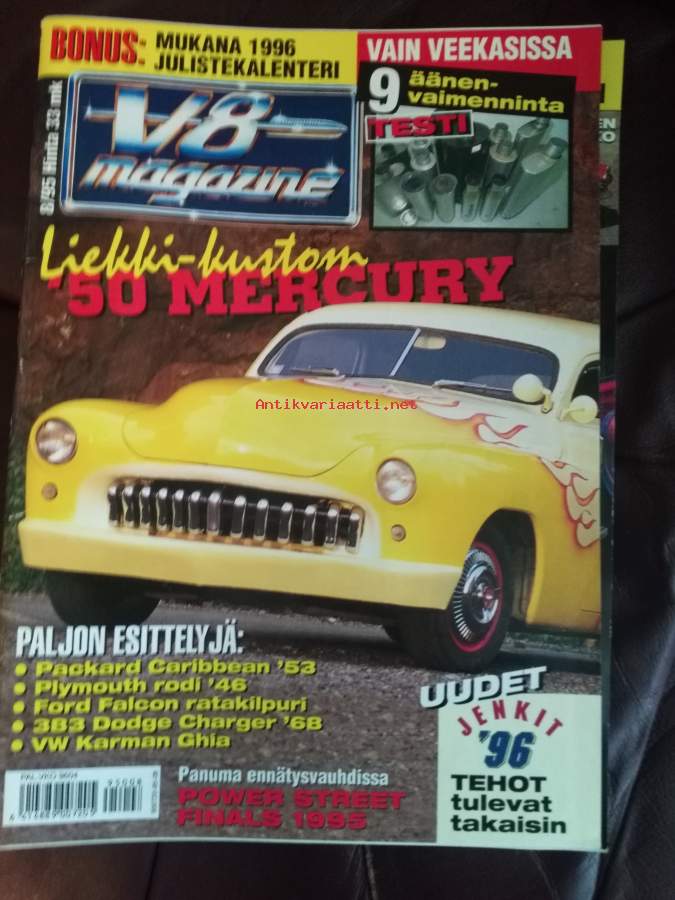 BONUS:
MUKANA 1996
JULISTEKALENTERI
VAIN VEEKASISSA
9 äänen-
vaimenninta
TESTI
8/95 Hinta 33 mk
V8
magazine
Liekki-kustom
'50 MERCURY
Antikvariaatti.net
PALJON ESITTELYJÄ:
• Packard Caribbean '53
• Plymouth rodi '46
• Ford Falcon ratakilpuri
• 383 Dodge Charger '68
• VW Karman Ghia
UUDET
JENKIT
'96
TEHOT
tulevat
takaisin
Panuma ennätysvauhdissa
POWER STREET
FINALS 1995
95008